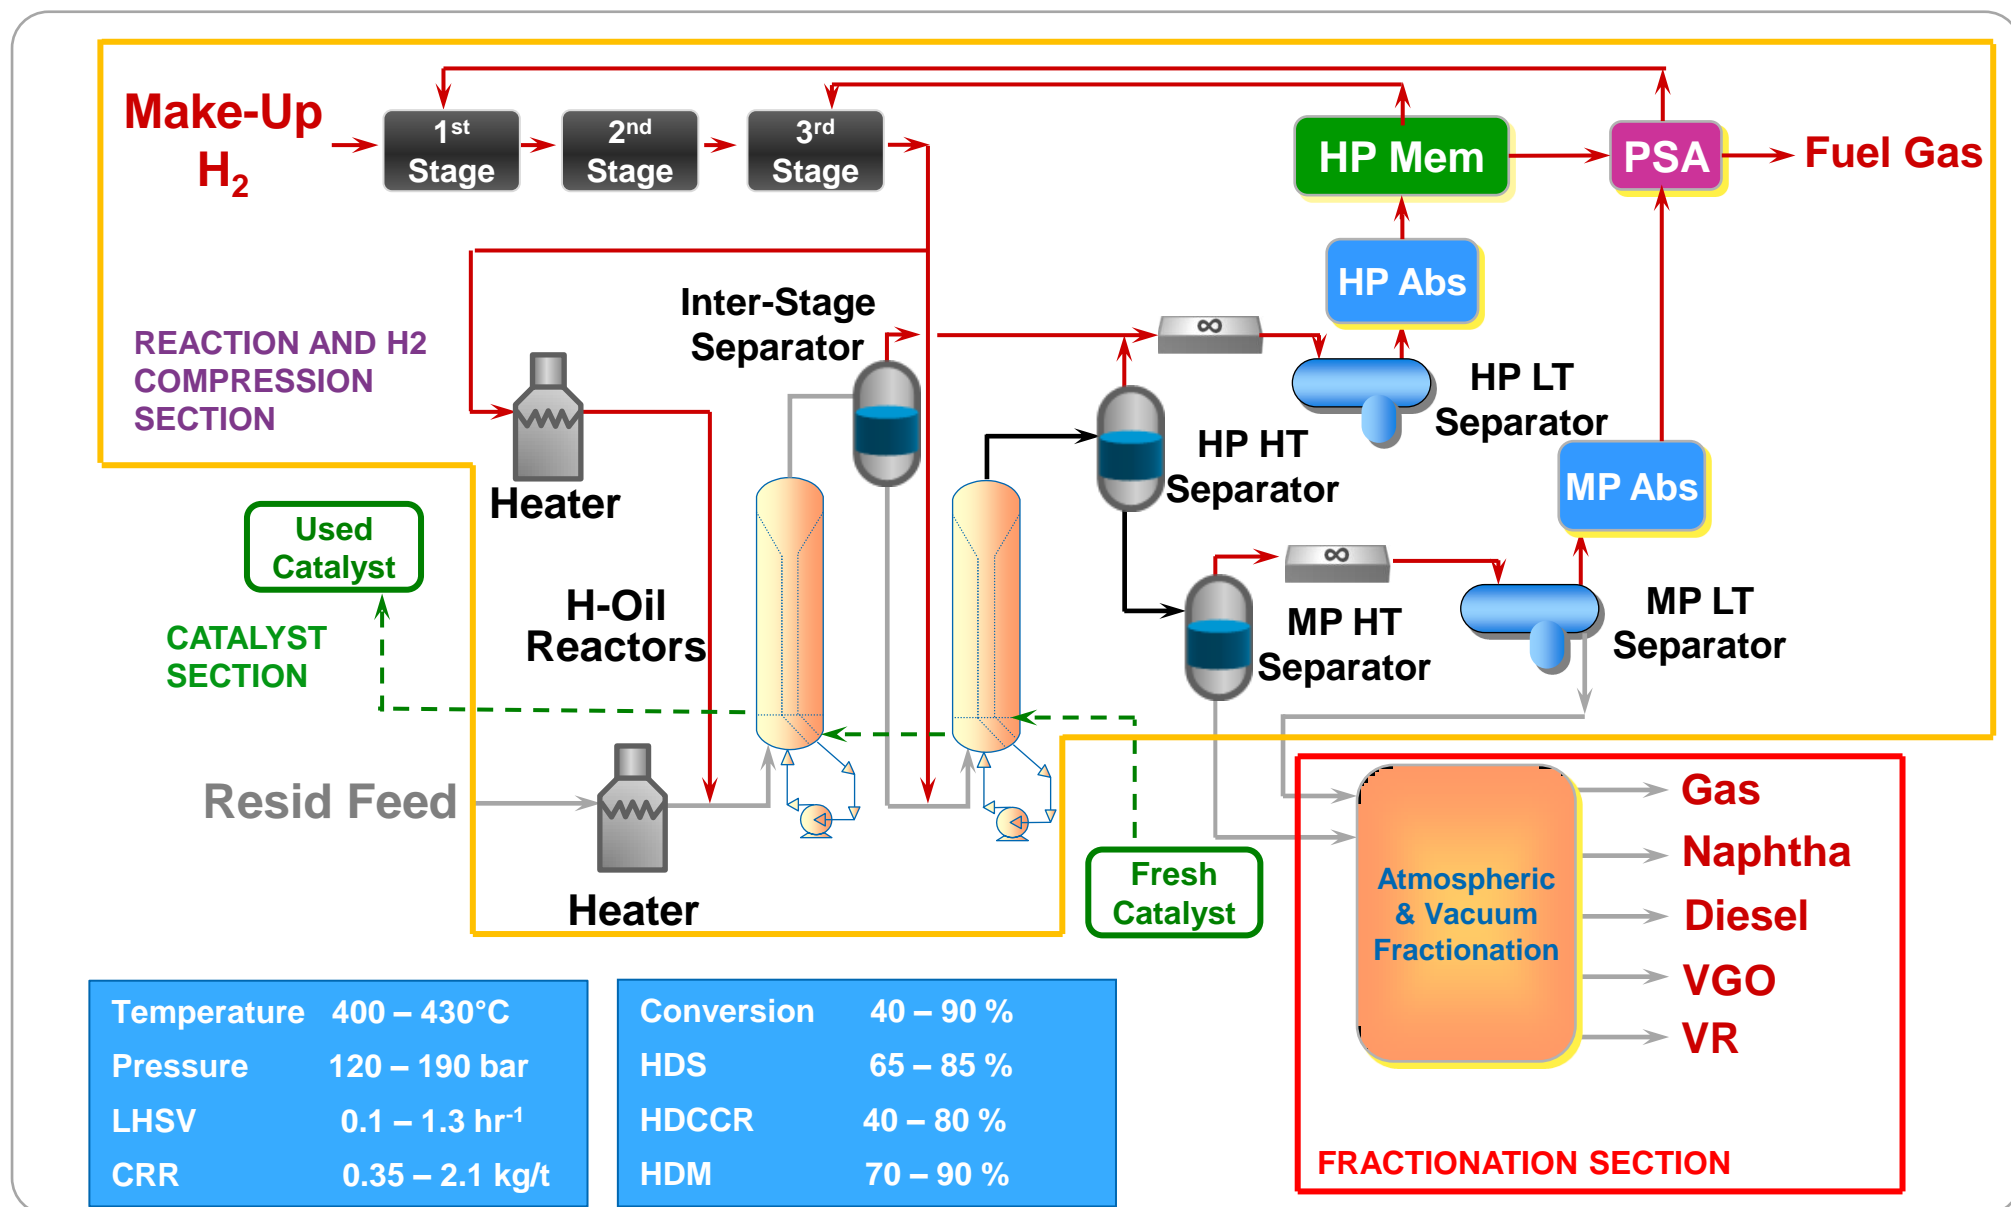 Make-Up
H2
1st
Stage
2nd
Stage
3rd
Stage
HP Mem
PSA
Fuel Gas
HP Abs
Inter-Stage
Separator
∞
REACTION AND H2
COMPRESSION
SECTION
HP LT
Separator
HP HT
Separator
MP Abs
Heater
Used
Catalyst
∞
H-Oil
Reactors
MP HT
Separator
MP LT
Separator
CATALYST
SECTION
Resid Feed
Heater
Fresh
Catalyst
Atmospheric
& Vacuum
Fractionation
Gas
Naphtha
Diesel
VGO
VR
FRACTIONATION SECTION
Temperature 400 – 430°C
Pressure 120 – 190 bar
LHSV 0.1 – 1.3 hr-1
CRR 0.35 – 2.1 kg/t
Conversion 40 – 90 %
HDS 65 – 85 %
HDCCR 40 – 80 %
HDM 70 – 90 %